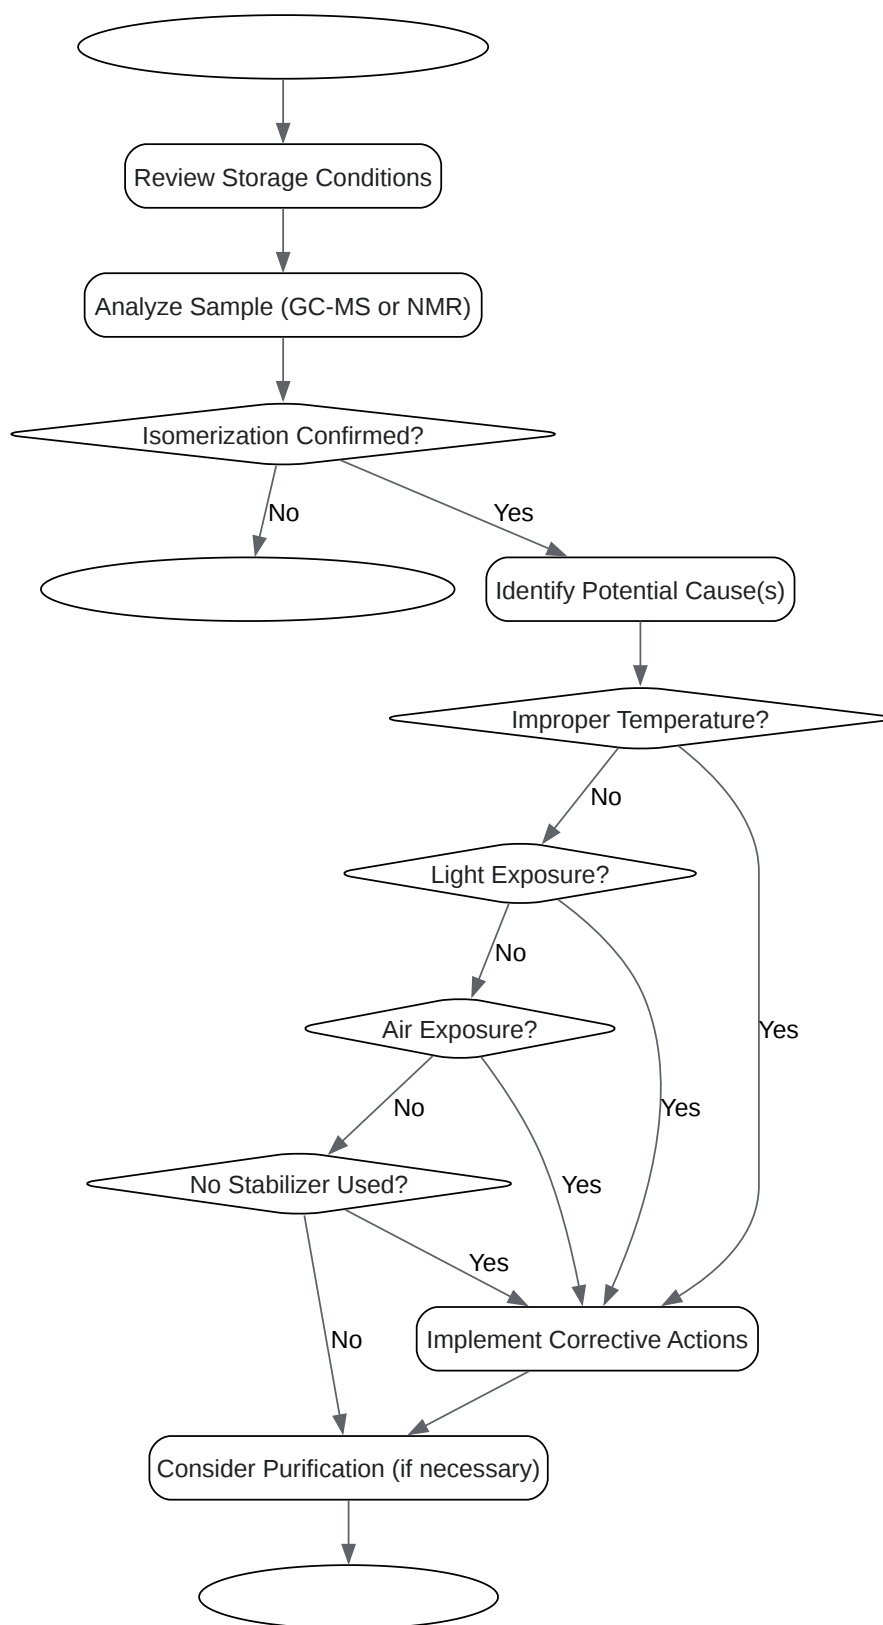 Review Storage Conditions
Analyze Sample (GC-MS or NMR)
Isomerization Confirmed?
No
Yes
Identify Potential Cause(s)
Improper Temperature?
No
Light Exposure?
No
Air Exposure?
Yes
No
Yes
No Stabilizer Used?
Yes
Yes
No
Implement Corrective Actions
Consider Purification (if necessary)